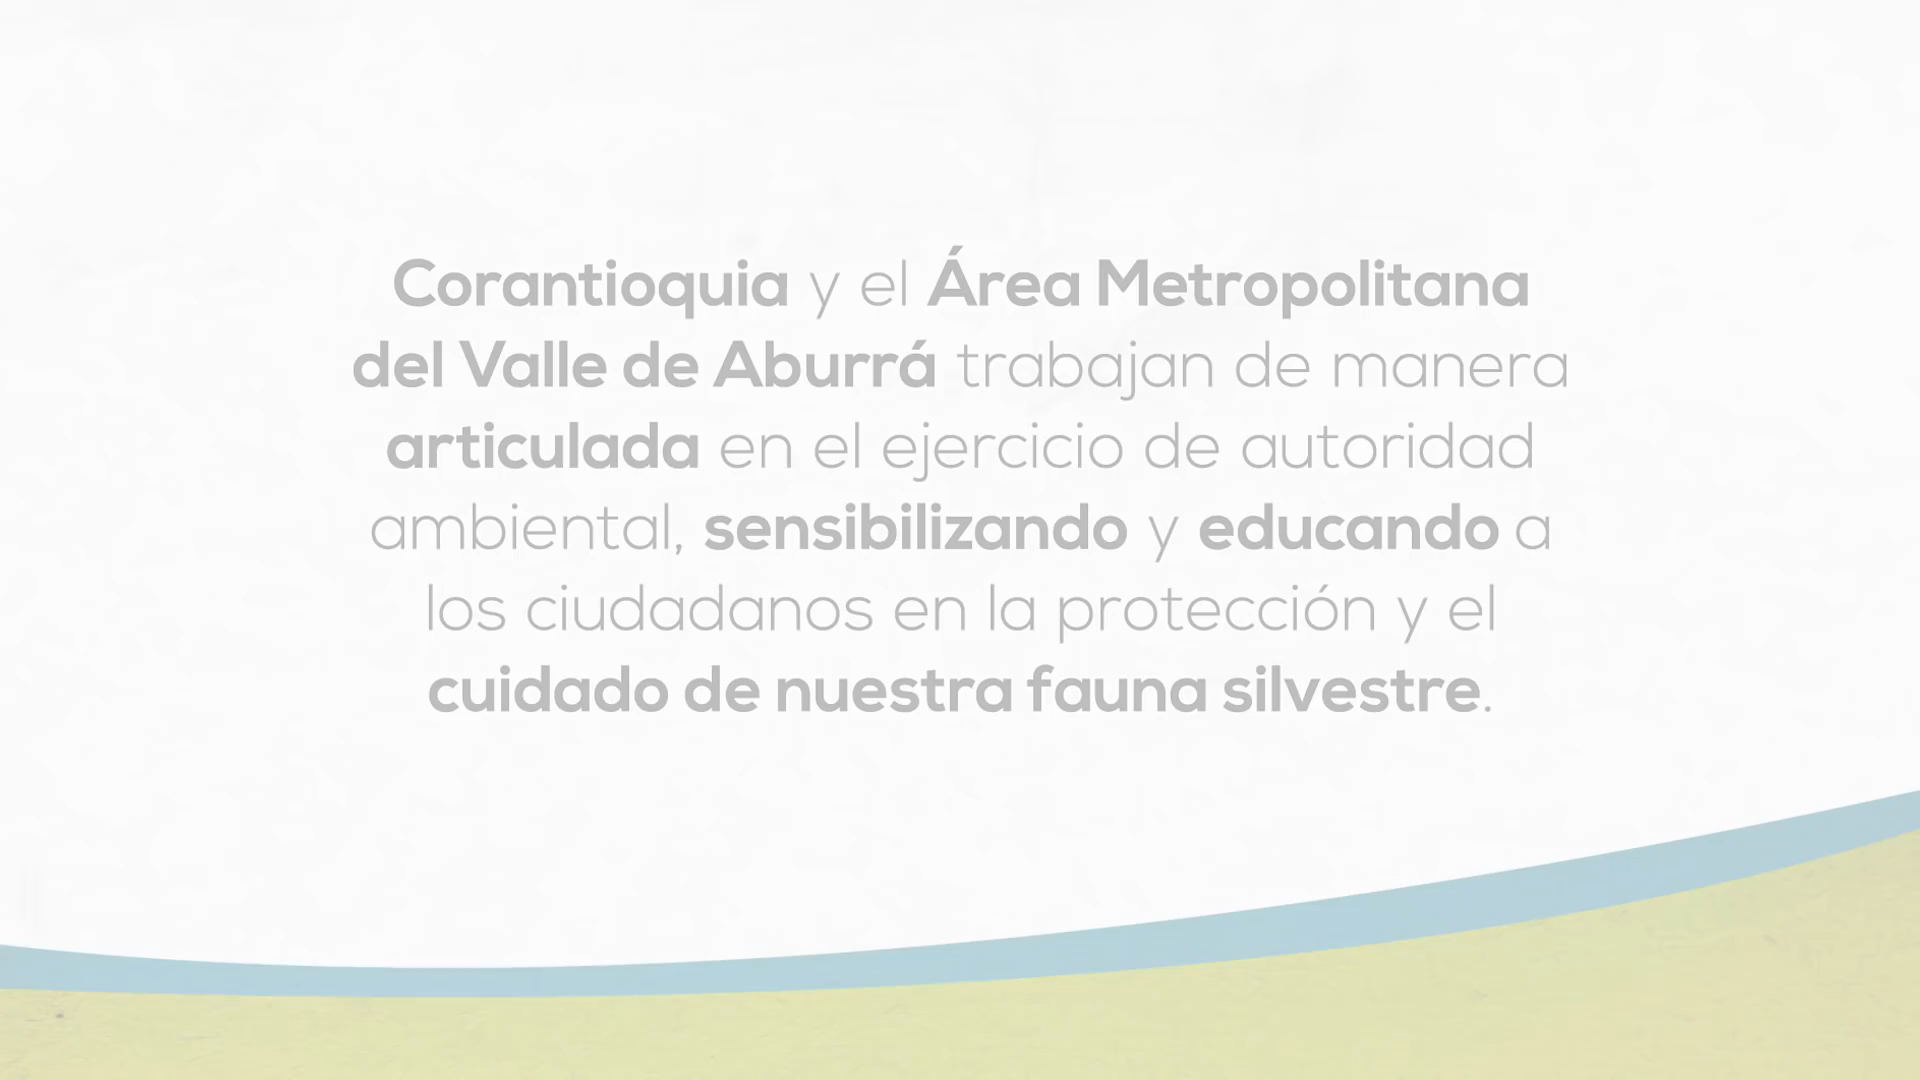 Corantioquia y el Área Metropolitana
del Valle de Aburrá trabajan de manera
articulada en el ejercicio de autoridad
ambiental, sensibilizando y educando a
los ciudadanos en la protección y el
cuidado de nuestra fauna silvestre.